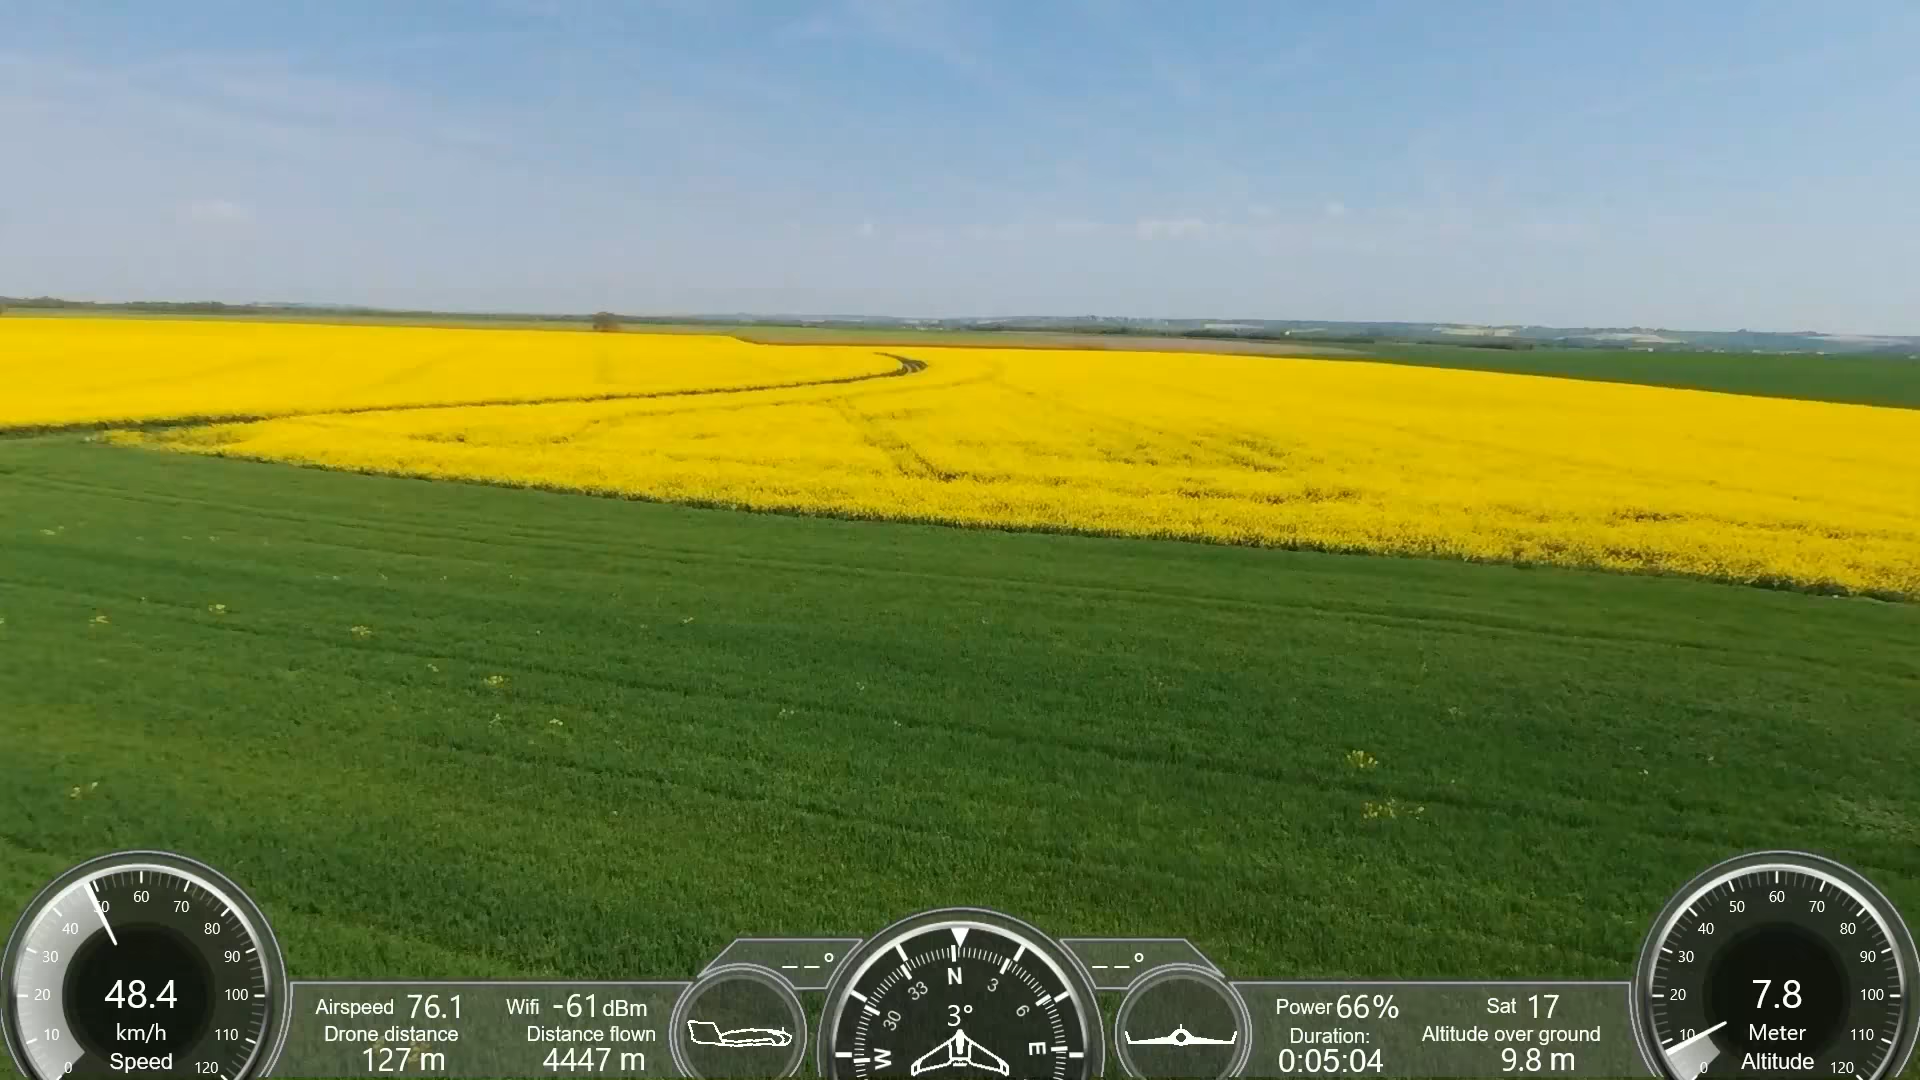 0 10 20 30 40 50 60 70 80 90 100 110 120
48.4
km/h
Speed
Airspeed 76.1 Wifi -61 dBm
Drone distance Distance flown
127 m 4447 m
--° --°
W 30 33 N 3 6 E
3°
Power 66% Sat 17
Duration: Altitude over ground
0:05:04 9.8 m
0 10 20 30 40 50 60 70 80 90 100 110 120
7.8
Meter
Altitude